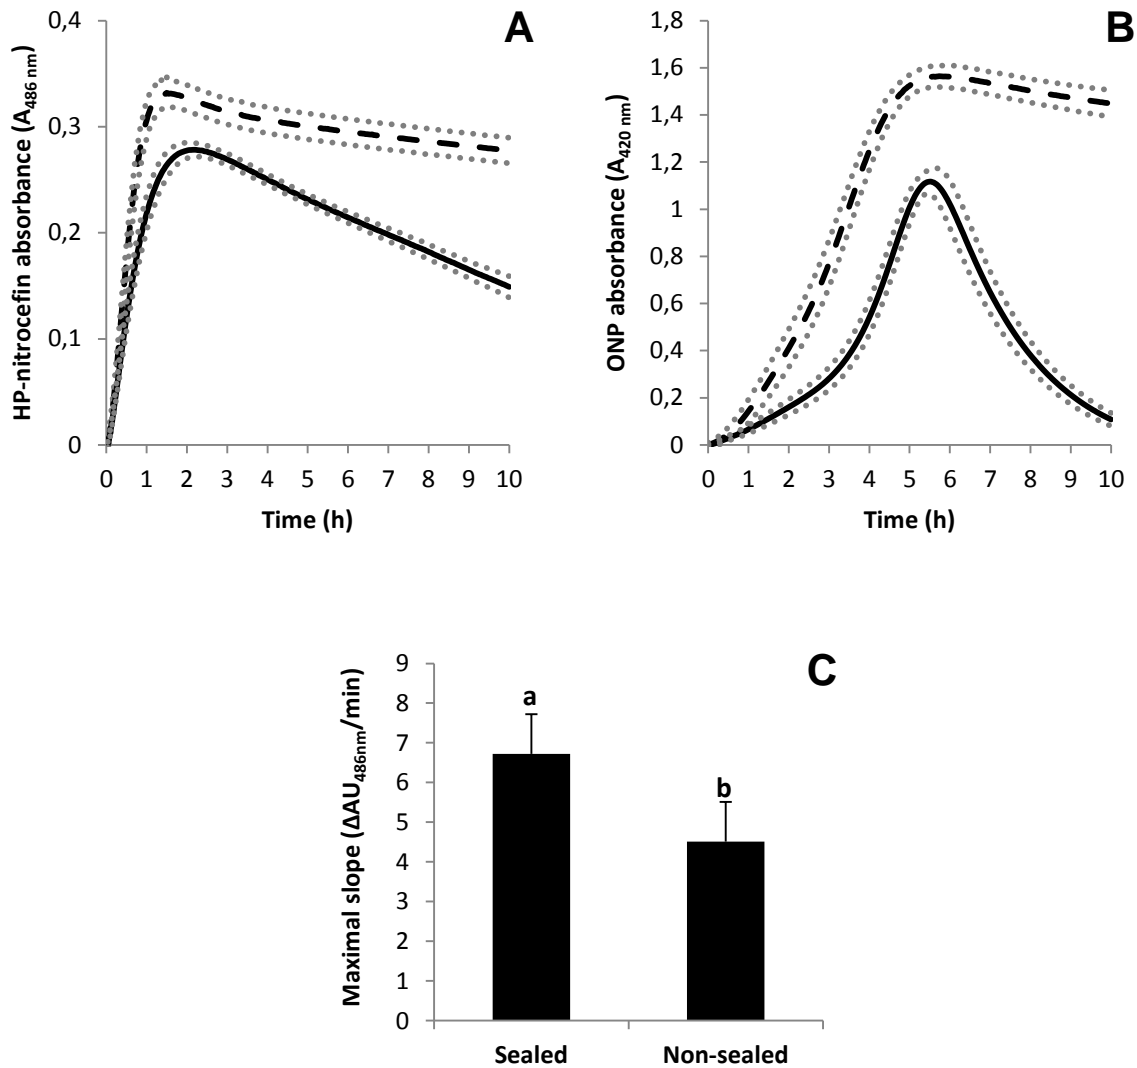 A
HP-nitrocefin absorbance (A486 nm)
0,4
0,3
0,2
0,1
0
0 1 2 3 4 5 6 7 8 9 10
Time (h)
B
ONP absorbance (A420 nm)
1,8
1,6
1,4
1,2
1
0,8
0,6
0,4
0,2
0
0 1 2 3 4 5 6 7 8 9 10
Time (h)
C
Maximal slope (ΔAU486nm/min)
9
8
7
6
5
4
3
2
1
0
a
b
Sealed Non-sealed